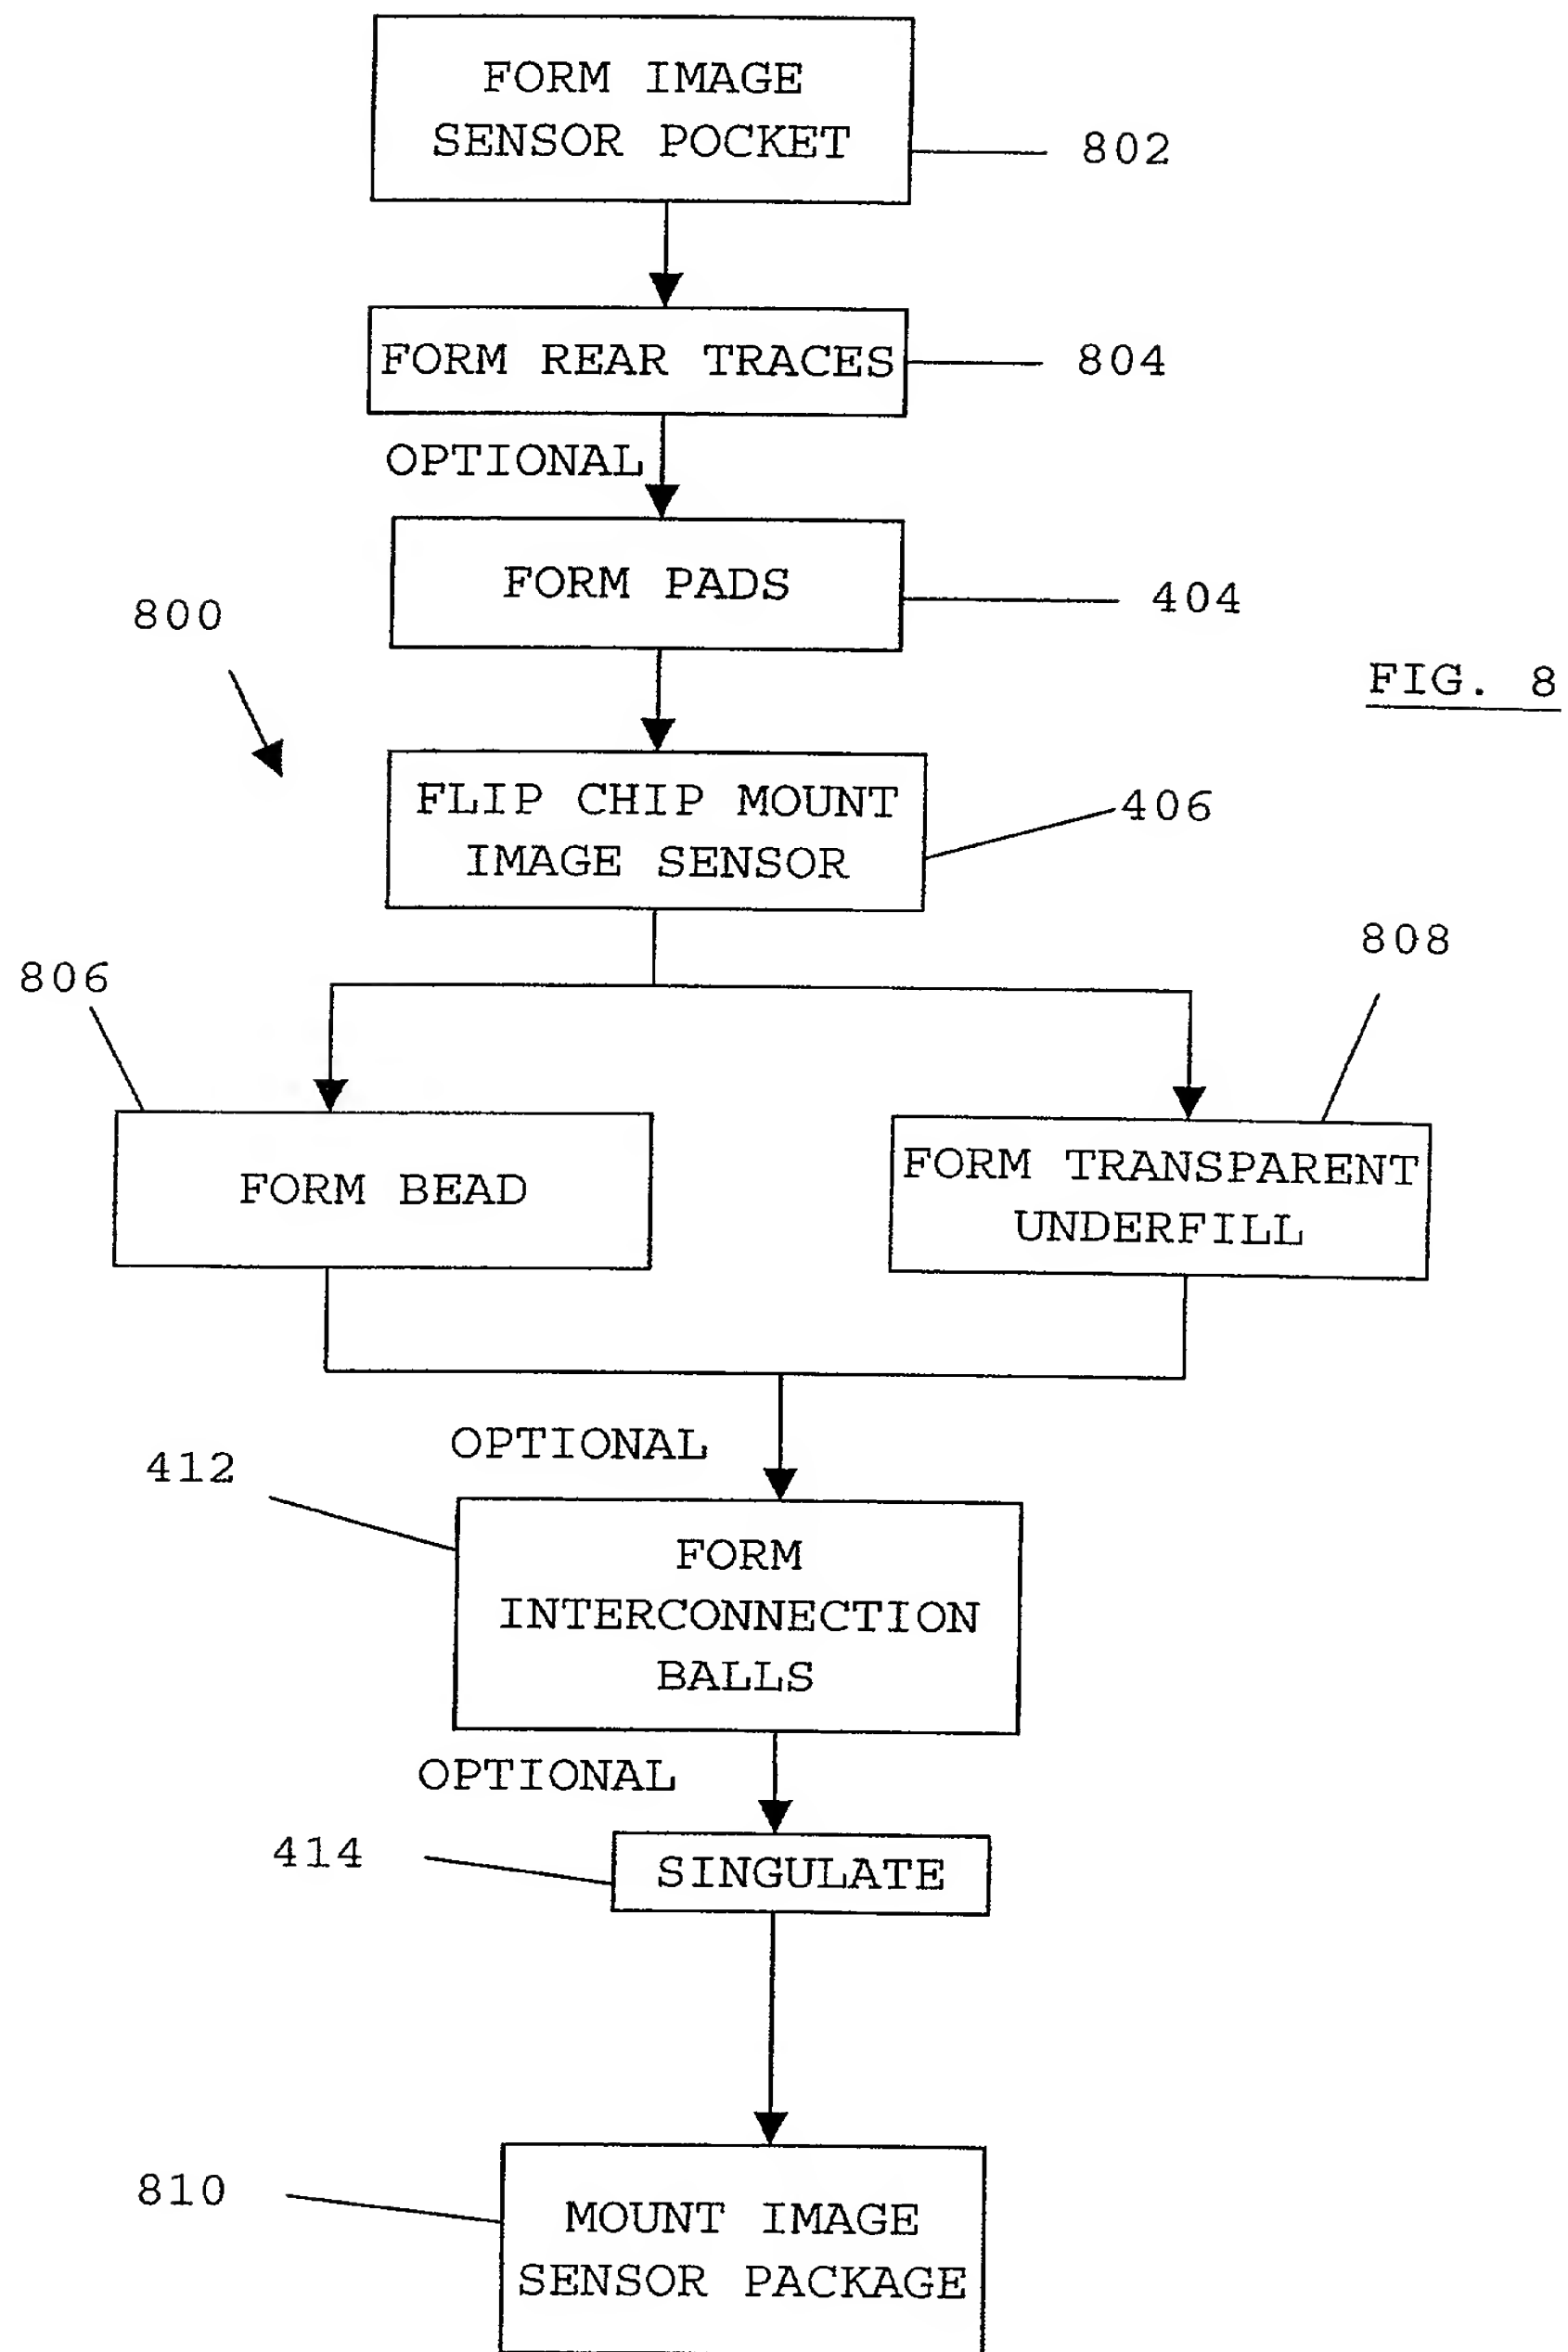 FORM IMAGE
SENSOR POCKET
802
FORM REAR TRACES
804
OPTIONAL
FORM PADS
404
800
FIG. 8
FLIP CHIP MOUNT
IMAGE SENSOR
406
806
808
FORM BEAD
FORM TRANSPARENT
UNDERFILL
OPTIONAL
412
FORM
INTERCONNECTION
BALLS
OPTIONAL
414
SINGULATE
810
MOUNT IMAGE
SENSOR PACKAGE